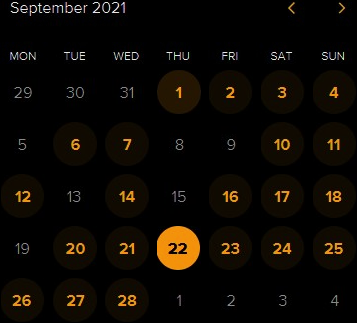 September 2021
MON TUE WED THU FRI SAT SUN
29 30 31 1 2 3 4
5 6 7 8 9 10 11
12 13 14 15 16 17 18
19 20 21 22 23 24 25
26 27 28 1 2 3 4